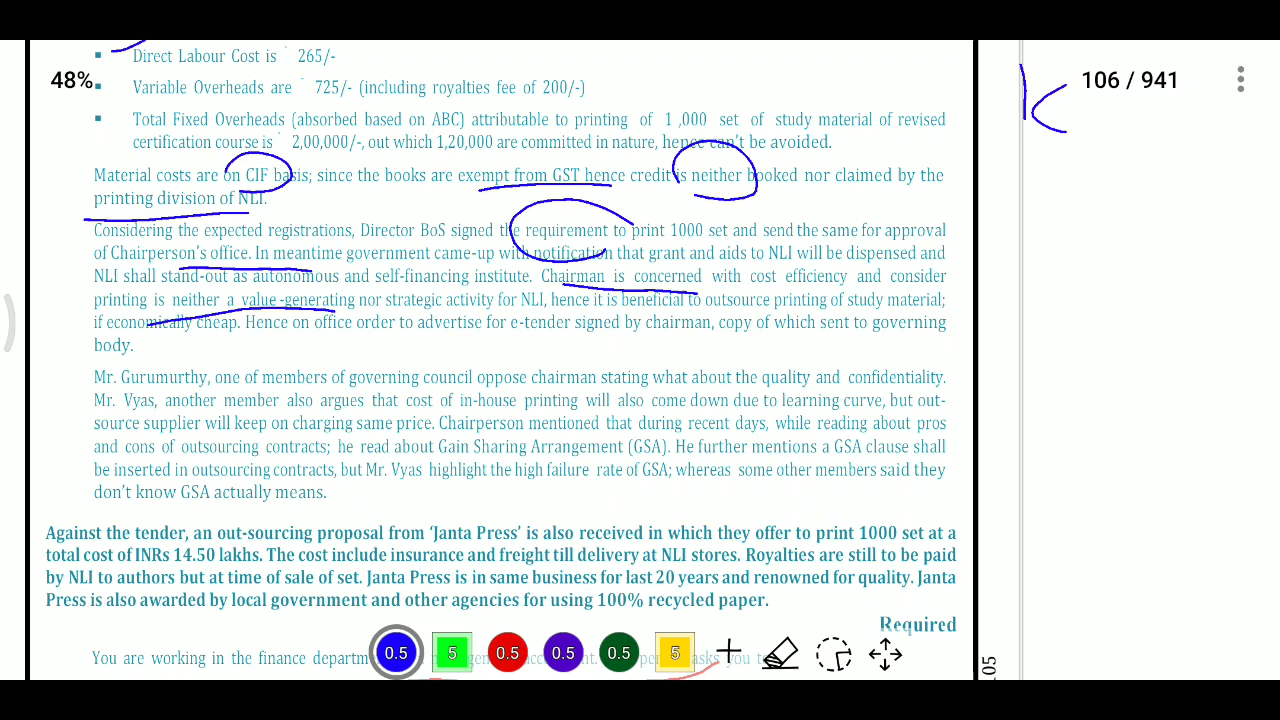 Direct Labour Cost is ` 265/-
48%
Variable Overheads are ` 725/- (including royalties fee of 200/-)
106 / 941
Total Fixed Overheads (absorbed based on ABC) attributable to printing of 1 ,000 set of study material of revised
certification course is ` 2,00,000/-, out which 1,20,000 are committed in nature, hence can't be avoided.
Material costs are on CIF basis; since the books are exempt from GST hence credit is neither booked nor claimed by the
printing division of NLI.
Considering the expected registrations, Director BoS signed the requirement to print 1000 set and send the same for approval
of Chairperson's office. In meantime government came-up with notification that grant and aids to NLI will be dispensed and
NLI shall stand-out as autonomous and self-financing institute. Chairman is concerned with cost efficiency and consider
printing is neither a value-generating nor strategic activity for NLI, hence it is beneficial to outsource printing of study material;
if economically cheap. Hence on office order to advertise for e-tender signed by chairman, copy of which sent to governing
body.
Mr. Gurumurthy, one of members of governing council oppose chairman stating what about the quality and confidentiality.
Mr. Vyas, another member also argues that cost of in-house printing will also come down due to learning curve, but out-
source supplier will keep on charging same price. Chairperson mentioned that during recent days, while reading about pros
and cons of outsourcing contracts; he read about Gain Sharing Arrangement (GSA). He further mentions a GSA clause shall
be inserted in outsourcing contracts, but Mr. Vyas highlight the high failure rate of GSA; whereas some other members said they
don't know GSA actually means.
Against the tender, an out-sourcing proposal from 'Janta Press' is also received in which they offer to print 1000 set at a
total cost of INRs 14.50 lakhs. The cost include insurance and freight till delivery at NLI stores. Royalties are still to be paid
by NLI to authors but at time of sale of set. Janta Press is in same business for last 20 years and renowned for quality. Janta
Press is also awarded by local government and other agencies for using 100% recycled paper.
Required
You are working in the finance departm
0.5 5 0.5 0.5 0.5 5
105